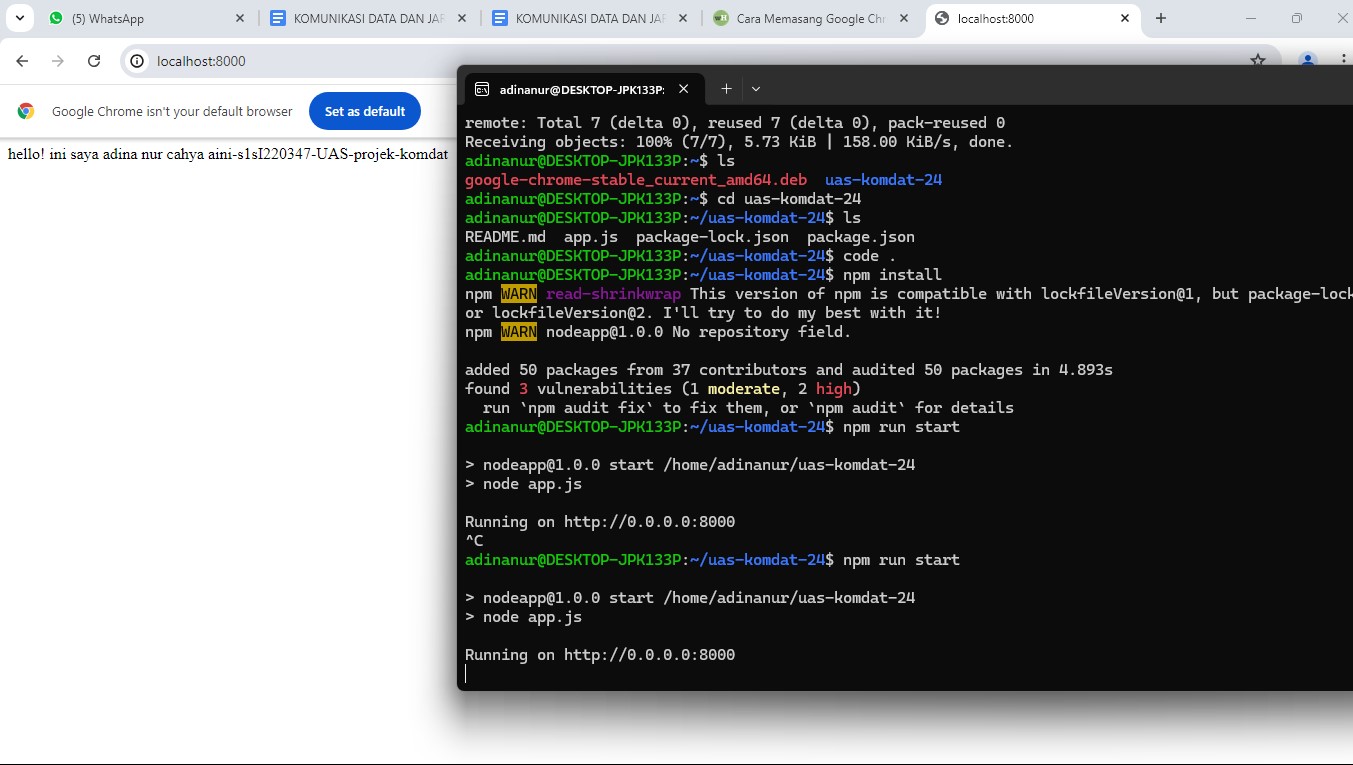 (5) WhatsApp
KOMUNIKASI DATA DAN JAR
KOMUNIKASI DATA DAN JAR
Cara Memasang Google Chr
localhost:8000
localhost:8000
Google Chrome isn't your default browser
Set as default
hello! ini saya adina nur cahya aini-s1sI220347-UAS-projek-komdat
adinanur@DESKTOP-JPK133P:
remote: Total 7 (delta 0), reused 7 (delta 0), pack-reused 0
Receiving objects: 100% (7/7), 5.73 KiB | 158.00 KiB/s, done.
adinanur@DESKTOP-JPK133P:~$ ls
google-chrome-stable_current_amd64.deb  uas-komdat-24
adinanur@DESKTOP-JPK133P:~$ cd uas-komdat-24
adinanur@DESKTOP-JPK133P:~/uas-komdat-24$ ls
README.md  app.js  package-lock.json  package.json
adinanur@DESKTOP-JPK133P:~/uas-komdat-24$ code .
adinanur@DESKTOP-JPK133P:~/uas-komdat-24$ npm install
npm WARN read-shrinkwrap This version of npm is compatible with lockfileVersion@1, but package-lock
or lockfileVersion@2. I'll try to do my best with it!
npm WARN nodeapp@1.0.0 No repository field.
added 50 packages from 37 contributors and audited 50 packages in 4.893s
found 3 vulnerabilities (1 moderate, 2 high)
run `npm audit fix` to fix them, or `npm audit` for details
adinanur@DESKTOP-JPK133P:~/uas-komdat-24$ npm run start
> nodeapp@1.0.0 start /home/adinanur/uas-komdat-24
> node app.js
Running on http://0.0.0.0:8000
^C
adinanur@DESKTOP-JPK133P:~/uas-komdat-24$ npm run start
> nodeapp@1.0.0 start /home/adinanur/uas-komdat-24
> node app.js
Running on http://0.0.0.0:8000